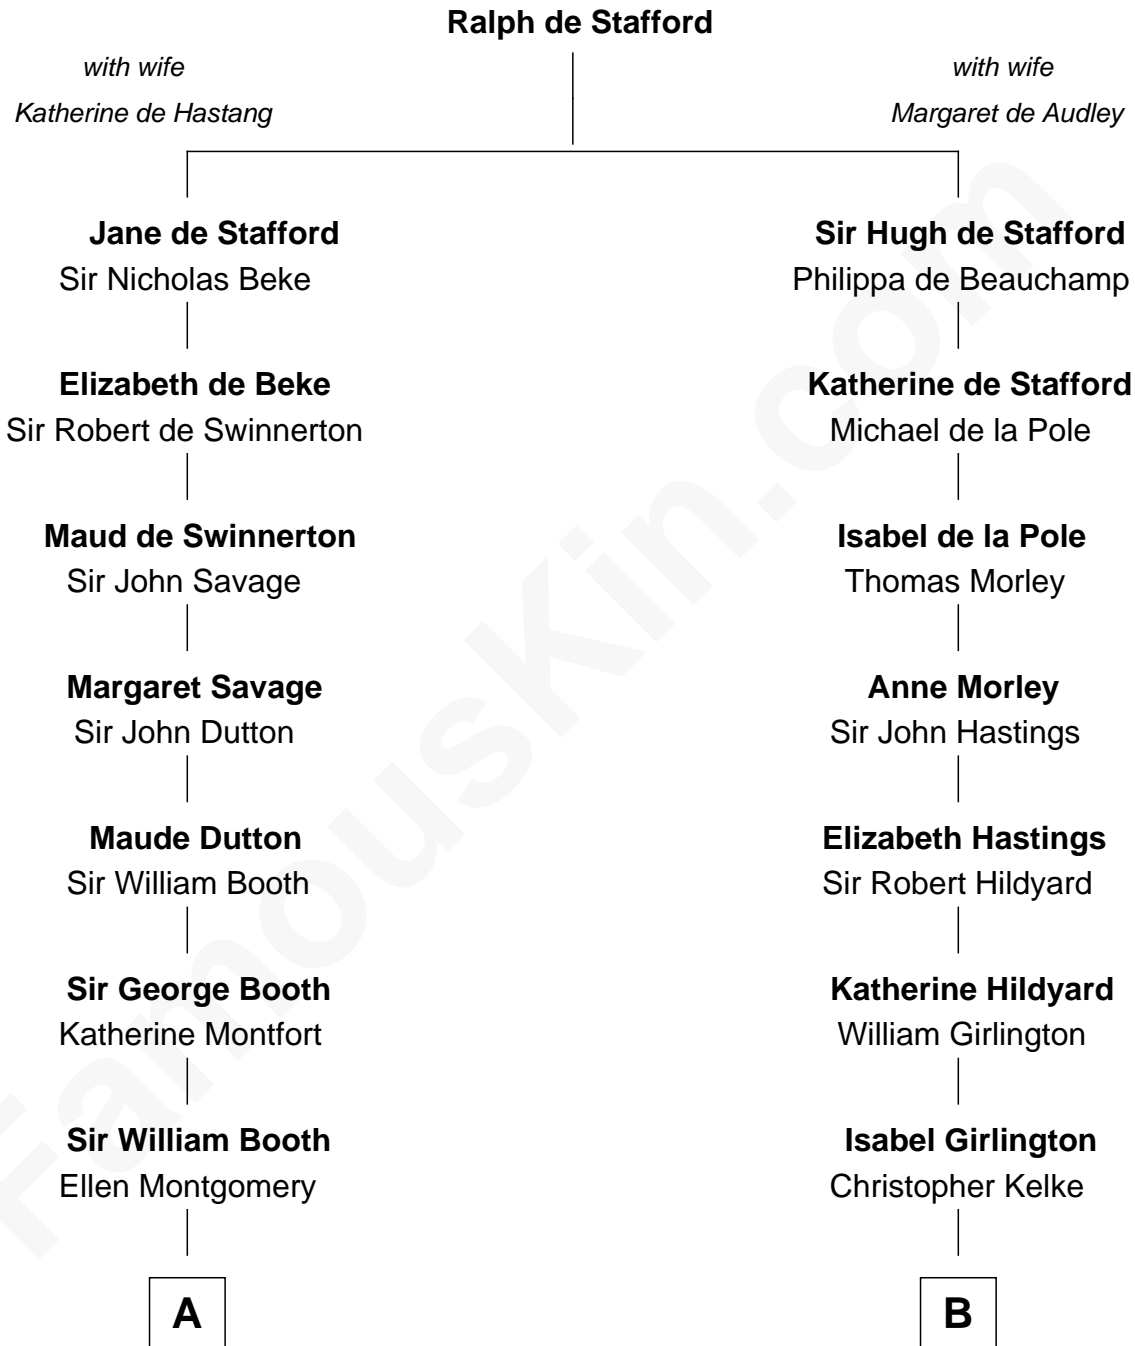 Ralph de Stafford
with wife
Katherine de Hastang
with wife
Margaret de Audley
Jane de Stafford
Sir Nicholas Beke
Sir Hugh de Stafford
Philippa de Beauchamp
Elizabeth de Beke
Sir Robert de Swinnerton
Katherine de Stafford
Michael de la Pole
Maud de Swinnerton
Sir John Savage
Isabel de la Pole
Thomas Morley
Margaret Savage
Sir John Dutton
Anne Morley
Sir John Hastings
Maude Dutton
Sir William Booth
Elizabeth Hastings
Sir Robert Hildyard
Sir George Booth
Katherine Montfort
Katherine Hildyard
William Girlington
Sir William Booth
Ellen Montgomery
Isabel Girlington
Christopher Kelke
A
B
FamousKin.com